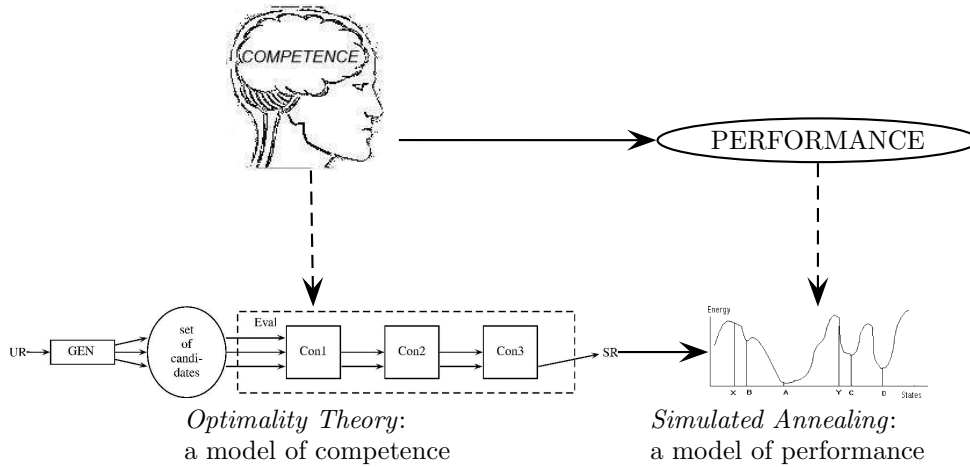 COMPETENCE
PERFORMANCE
UR
GEN
set
of
candi-
dates
Eval
Con1
Con2
Con3
SR
Energy
X B A Y C D
States
Optimality Theory:
a model of competence
Simulated Annealing:
a model of performance